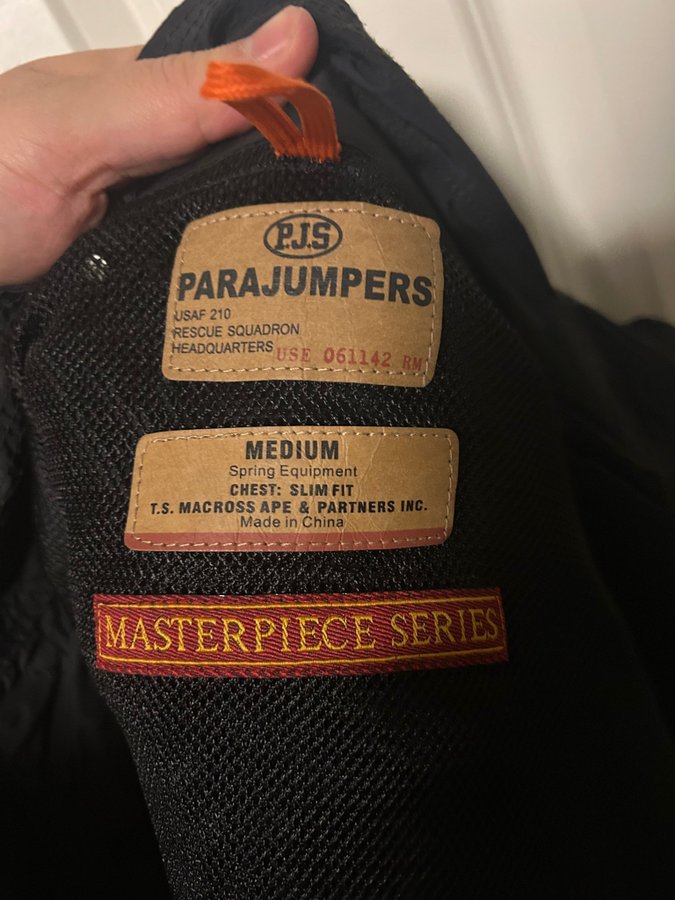 P.J.S
PARAJUMPERS
USAF 210
RESCUE SQUADRON
HEADQUARTERS USE 061142 RM
MEDIUM
Spring Equipment
CHEST: SLIM FIT
T.S. MACROSS APE & PARTNERS INC.
Made in China
MASTERPIECE SERIES